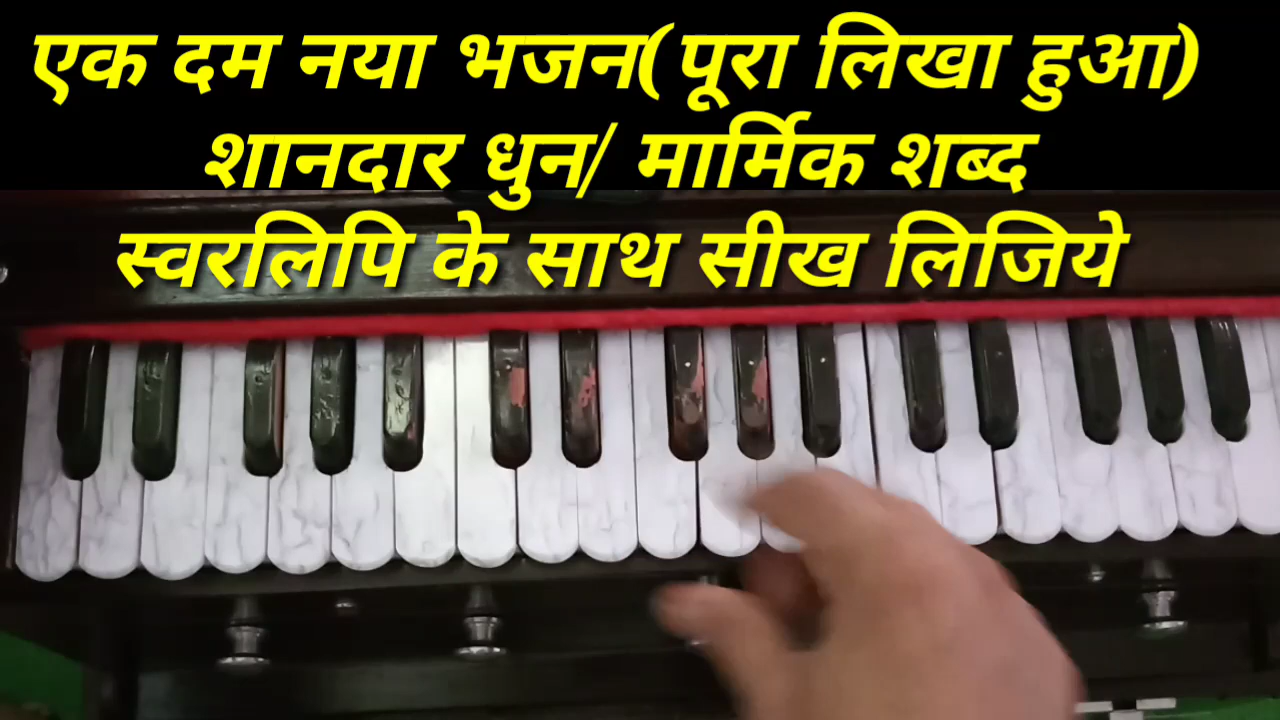 एक दम नया भजन(पूरा लिखा हुआ)
शानदार धुन/ मार्मिक शब्द
स्वरलिपि के साथ सीख लिजिये